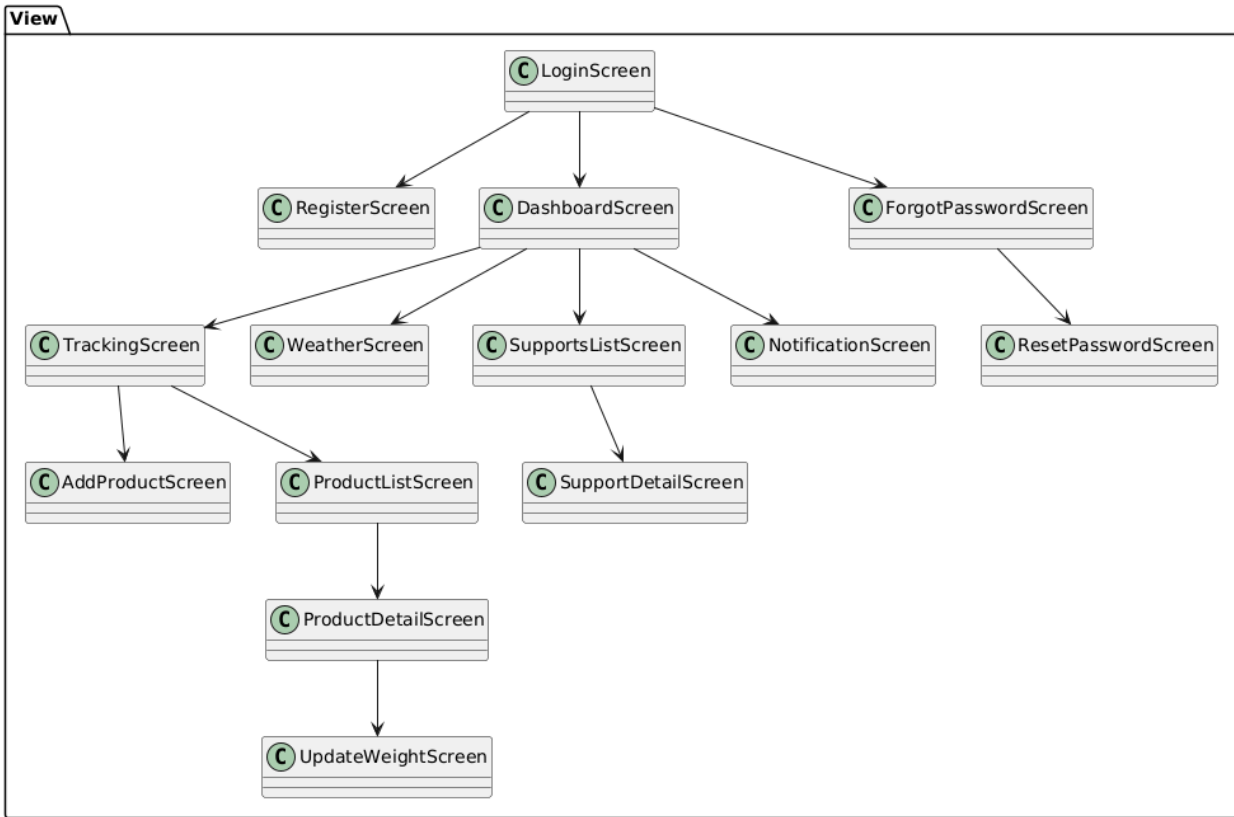 View
C LoginScreen
C RegisterScreen
C DashboardScreen
C ForgotPasswordScreen
C TrackingScreen
C WeatherScreen
C SupportsListScreen
C NotificationScreen
C ResetPasswordScreen
C AddProductScreen
C ProductListScreen
C SupportDetailScreen
C ProductDetailScreen
C UpdateWeightScreen